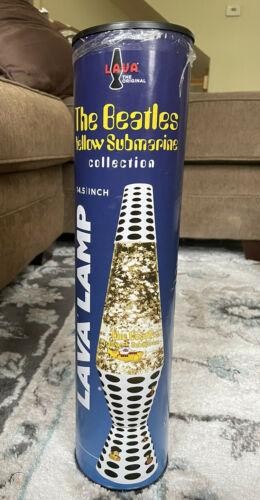 LAVA
THE
ORIGINAL
The Beatles
Yellow Submarine
collection
14.5 INCH
LAVA LAMP